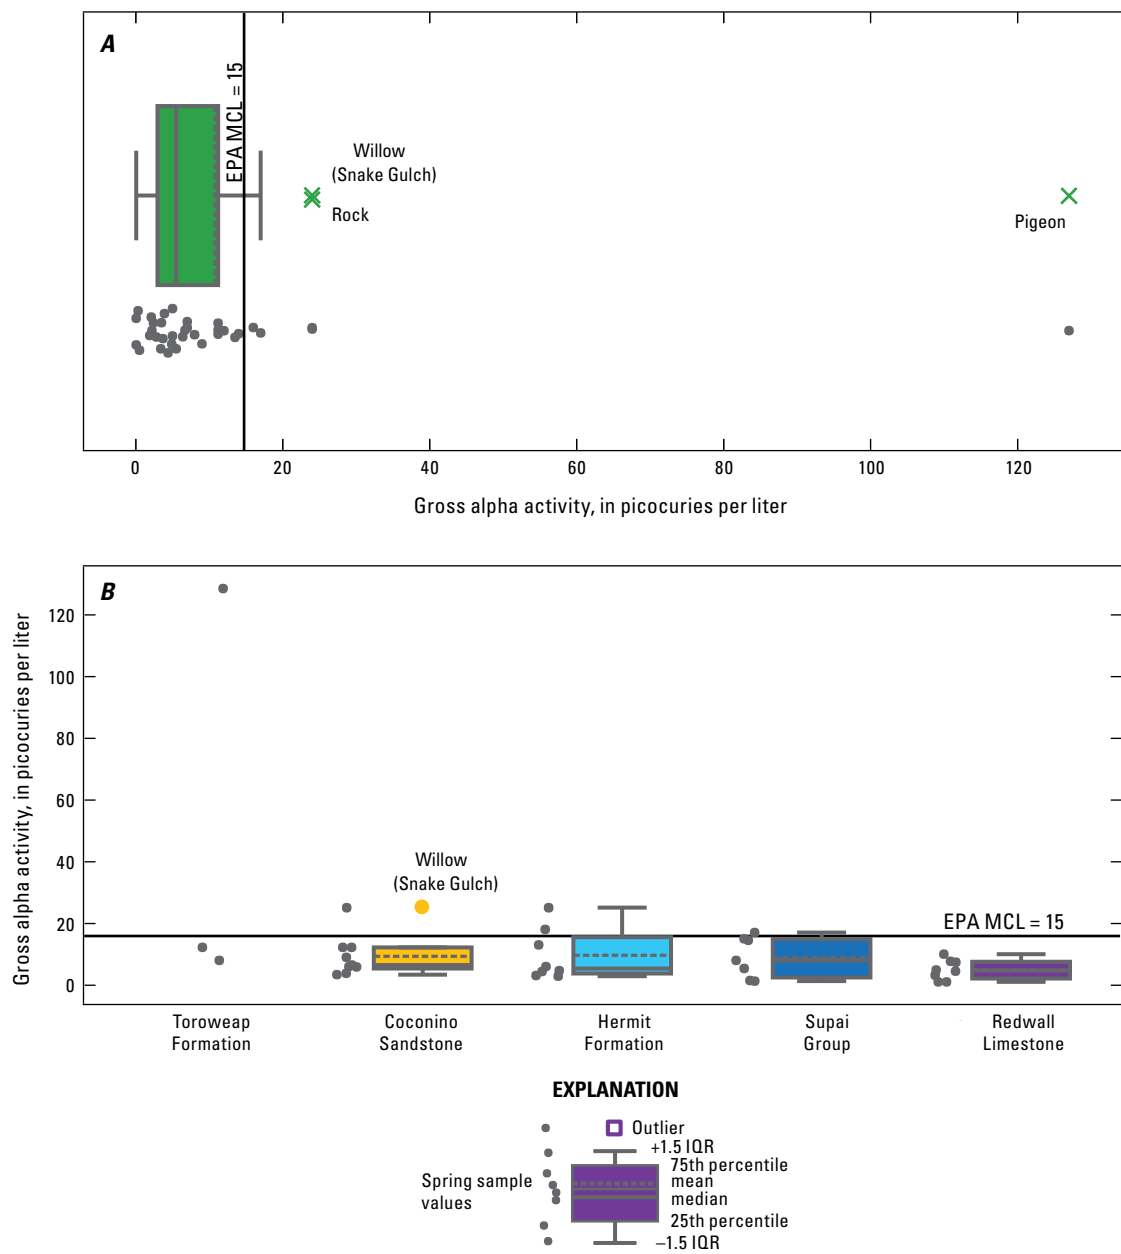 A
EPA MCL = 15
Willow
(Snake Gulch)
Rock
Pigeon
0 20 40 60 80 100 120
Gross alpha activity, in picocuries per liter
B
Gross alpha activity, in picocuries per liter
120
100
80
60
40
20
0
Willow
(Snake Gulch)
EPA MCL = 15
Toroweap
Formation
Coconino
Sandstone
Hermit
Formation
Supai
Group
Redwall
Limestone
EXPLANATION
Outlier
+1.5 IQR
75th percentile
mean
median
25th percentile
–1.5 IQR
Spring sample
values